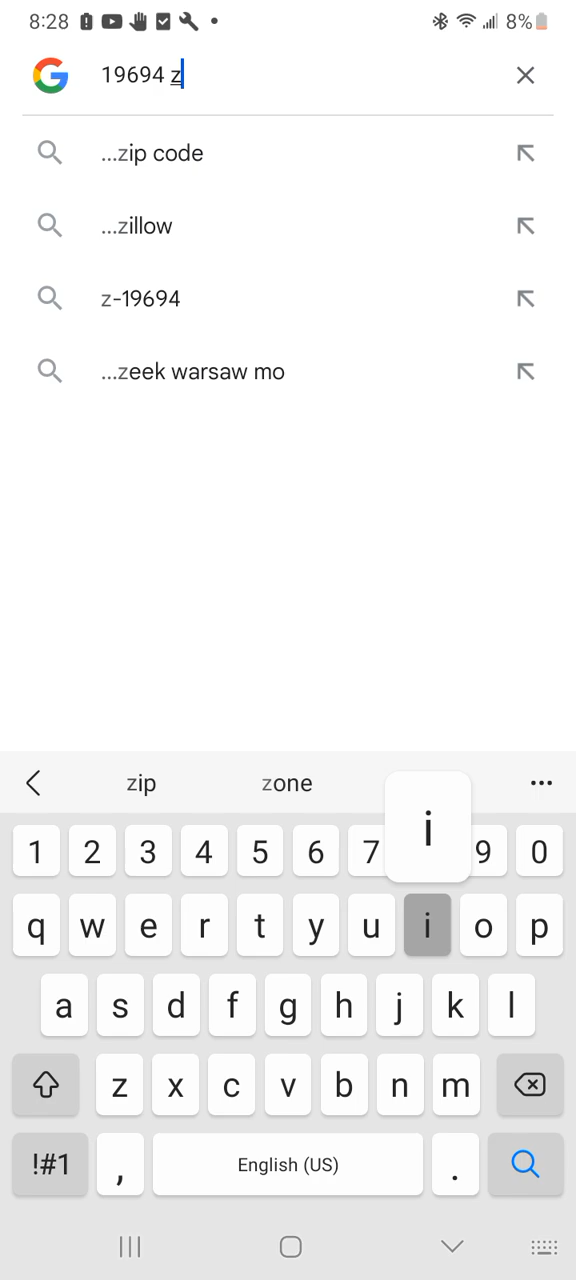 8:28 8%
19694 z
...zip code
...zillow
z-19694
...zeek warsaw mo
zip zone
i
1 2 3 4 5 6 7 9 0
q w e r t y u i o p
a s d f g h j k l
z x c v b n m
!#1 , English (US) .